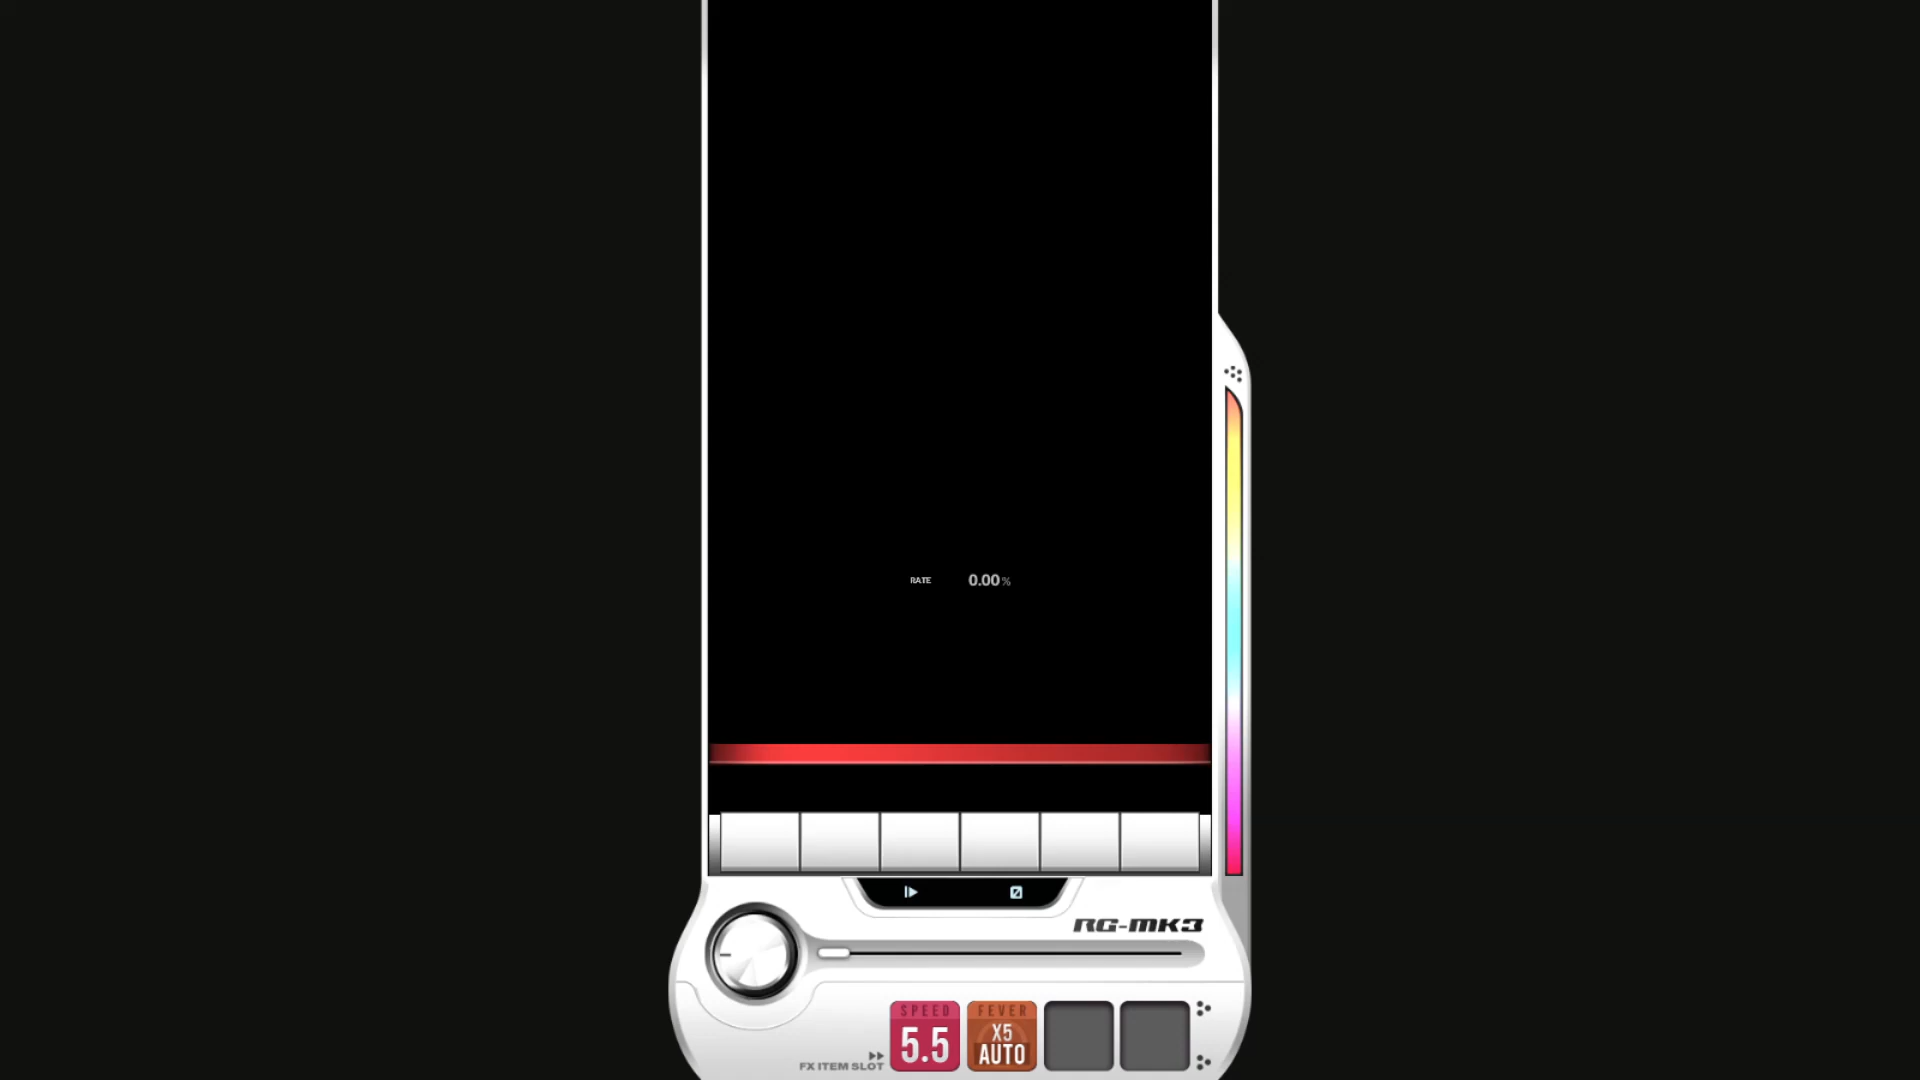 RATE 0.00%
RG-MK3
SPEED
5.5
FEVER
X5
AUTO
FX ITEM SLOT